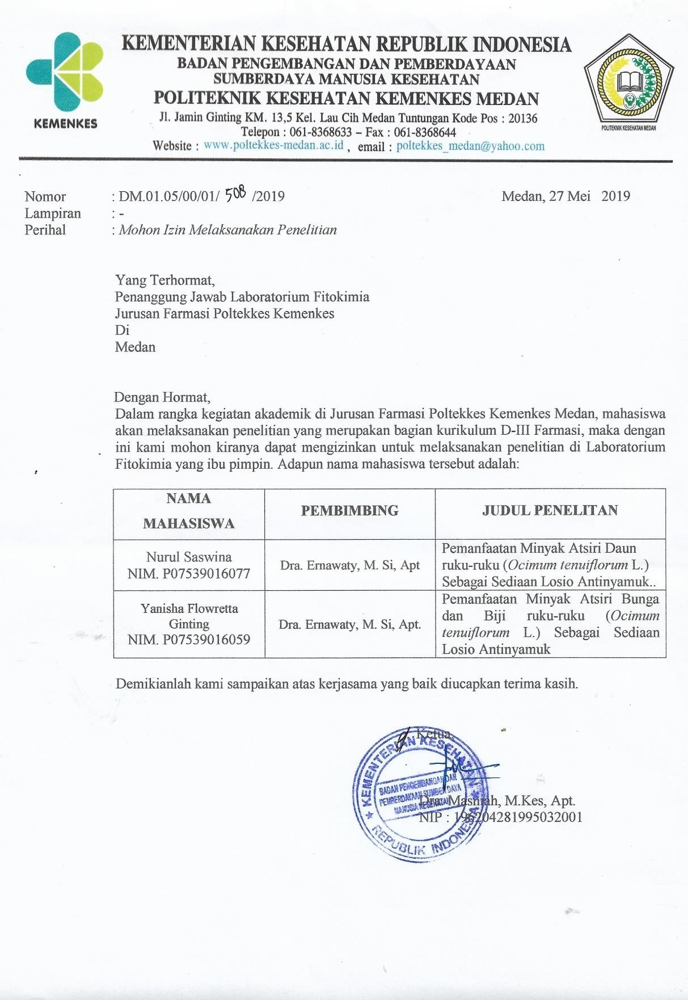 KEMENTERIAN KESEHATAN REPUBLIK INDONESIA
BADAN PENGEMBANGAN DAN PEMBERDAYAAN
SUMBERDAYA MANUSIA KESEHATAN
POLITEKNIK KESEHATAN KEMENKES MEDAN
Jl. Jamin Ginting KM. 13,5 Kel. Lau Cih Medan Tuntungan Kode Pos : 20136
Telepon : 061-8368633 – Fax : 061-8368644
Website : www.poltekkes-medan.ac.id , email : poltekkes_medan@yahoo.com
KEMENKES
POLITEKNIK KESEHATAN MEDAN
Nomor : DM.01.05/00/01/ 508 /2019 Medan, 27 Mei 2019
Lampiran : -
Perihal : Mohon Izin Melaksanakan Penelitian
Yang Terhormat,
Penanggung Jawab Laboratorium Fitokimia
Jurusan Farmasi Poltekkes Kemenkes
Di
Medan
Dengan Hormat,
Dalam rangka kegiatan akademik di Jurusan Farmasi Poltekkes Kemenkes Medan, mahasiswa
akan melaksanakan penelitian yang merupakan bagian kurikulum D-III Farmasi, maka dengan
ini kami mohon kiranya dapat mengizinkan untuk melaksanakan penelitian di Laboratorium
Fitokimia yang ibu pimpin. Adapun nama mahasiswa tersebut adalah:
NAMA
MAHASISWA
PEMBIMBING
JUDUL PENELITAN
Nurul Saswina
NIM. P07539016077
Dra. Ernawaty, M. Si, Apt
Pemanfaatan Minyak Atsiri Daun
ruku-ruku (Ocimum tenuiflorum L.)
Sebagai Sediaan Losio Antinyamuk..
Yanisha Flowretta
Ginting
NIM. P07539016059
Dra. Ernawaty, M. Si, Apt.
Pemanfaatan Minyak Atsiri Bunga
dan Biji ruku-ruku (Ocimum
tenuiflorum L.) Sebagai Sediaan
Losio Antinyamuk
Demikianlah kami sampaikan atas kerjasama yang baik diucapkan terima kasih.
Ketua,
KEMENTERIAN KESEHATAN
BADAN PENGEMBANGAN DAN
PEMBERDAYAAN SUMBER DAYA
MANUSIA KESEHATAN
REPUBLIK INDONESIA
Dra. Masniah, M.Kes, Apt.
NIP : 196204281995032001